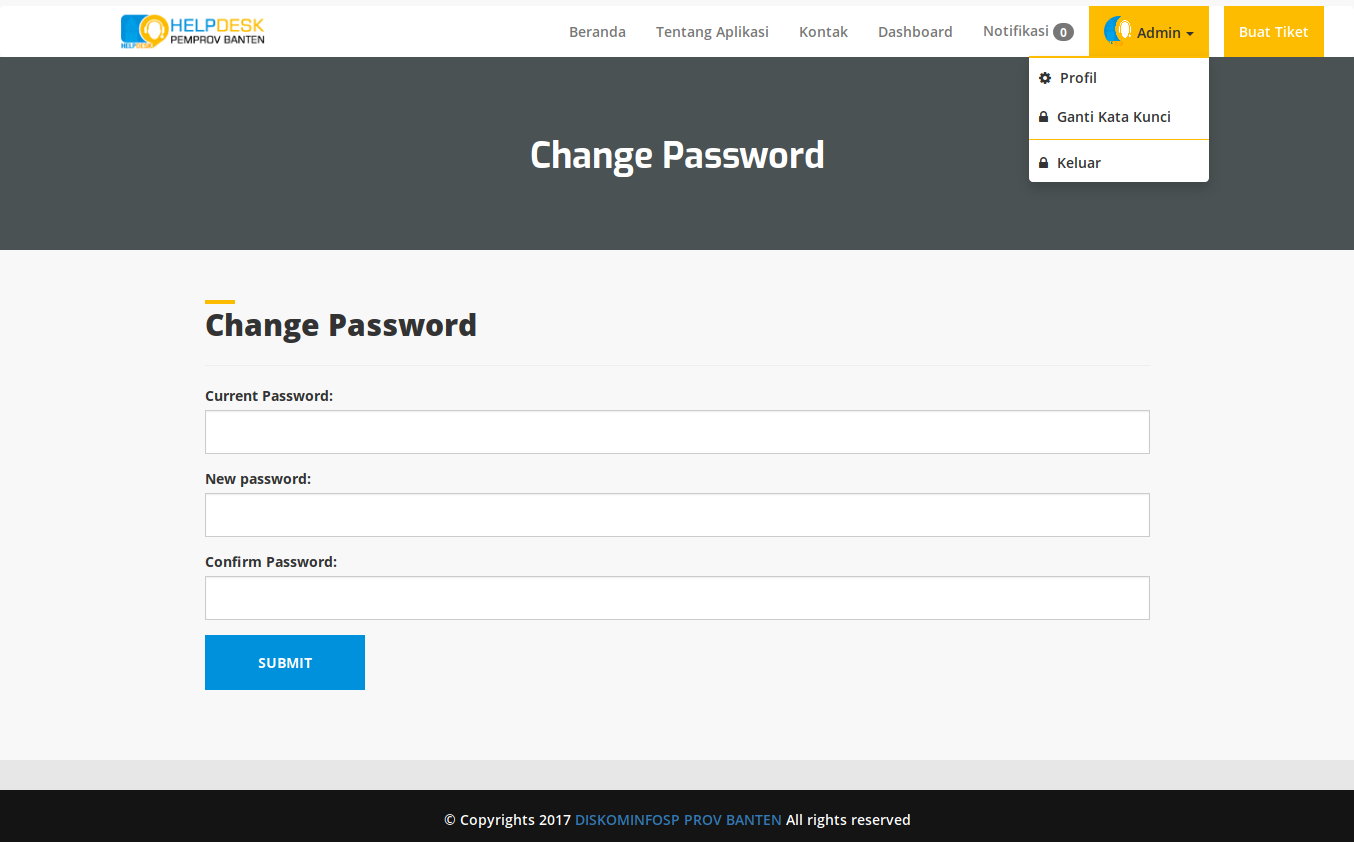 HELPDESK
PEMPROV BANTEN
HELPDESK
Beranda
Tentang Aplikasi
Kontak
Dashboard
Notifikasi 0
Admin
Buat Tiket
Profil
Ganti Kata Kunci
Keluar
Change Password
Change Password
Current Password:
New password:
Confirm Password:
SUBMIT
© Copyrights 2017 DISKOMINFOSP PROV BANTEN All rights reserved